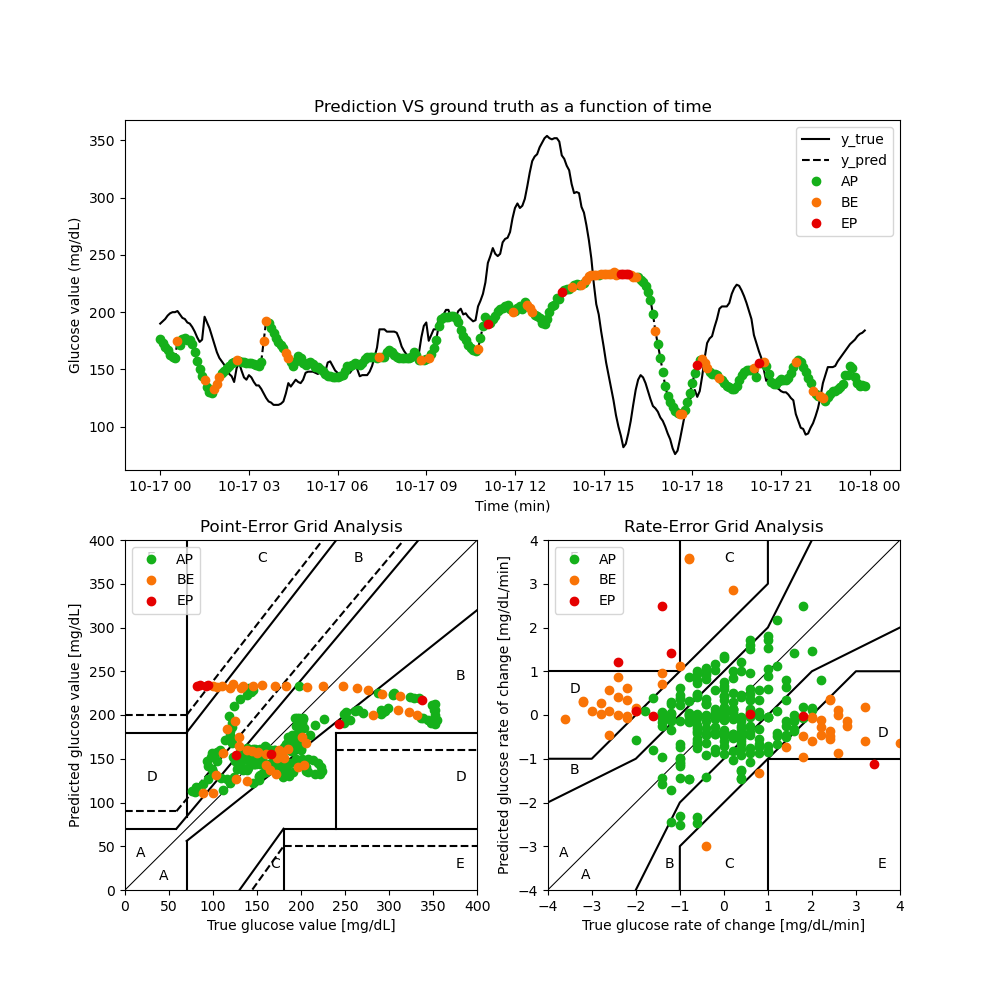 Prediction VS ground truth as a function of time
Glucose value (mg/dL)
350
300
250
200
150
100
y_true
y_pred
AP
BE
EP
10-17 00 10-17 03 10-17 06 10-17 09 10-17 12 10-17 15 10-17 18 10-17 21 10-18 00
Time (min)
Point-Error Grid Analysis
Predicted glucose value [mg/dL]
400
350
300
250
200
150
100
50
0
AP
BE
EP
C
B
B
D
D
A
A
C
E
0 50 100 150 200 250 300 350 400
True glucose value [mg/dL]
Rate-Error Grid Analysis
Predicted glucose rate of change [mg/dL/min]
4
3
2
1
0
−1
−2
−3
−4
AP
BE
EP
C
D
D
B
A
A
B
C
E
−4 −3 −2 −1 0 1 2 3 4
True glucose rate of change [mg/dL/min]